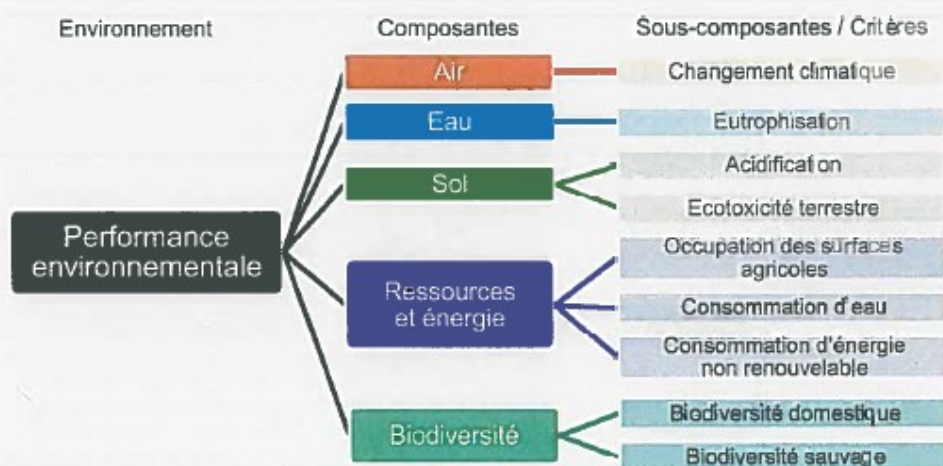 Environnement
Composantes
Sous-composantes / Critères
Performance
environnementale
Air
Eau
Sol
Ressources
et énergie
Biodiversité
Changement climatique
Eutrophisation
Acidification
Ecotoxicité terrestre
Occupation des surfaces
agricoles
Consommation d'eau
Consommation d'énergie
non renouvelable
Biodiversité domestique
Biodiversité sauvage